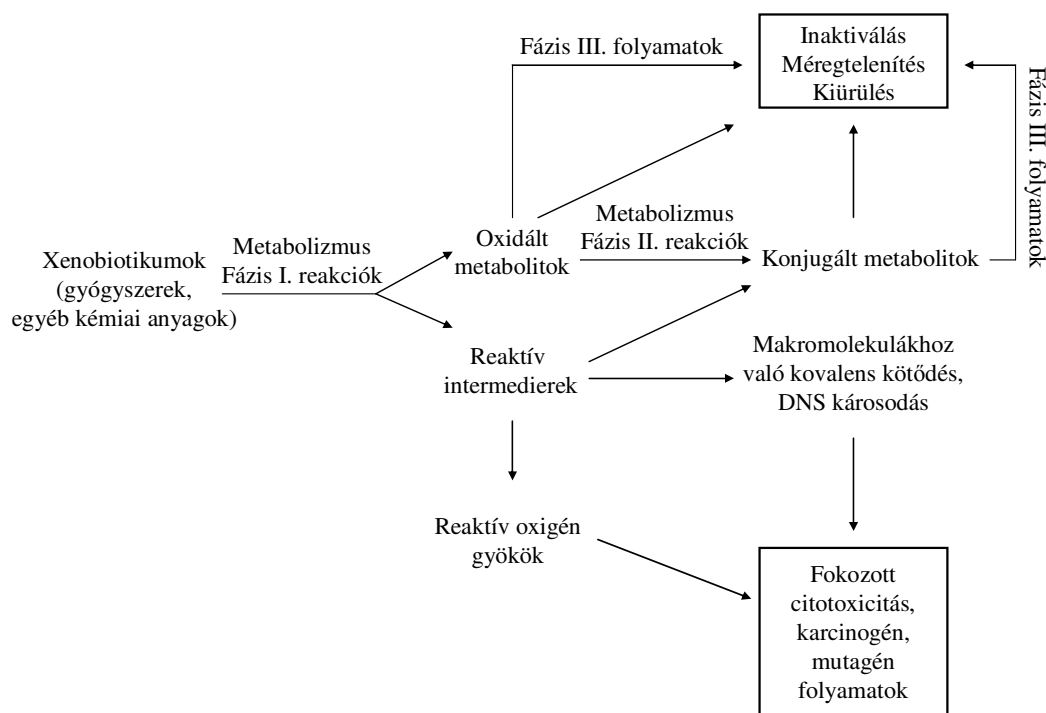 Fázis III. folyamatok
Inaktiválás
Méregtelenítés
Kiürülés
Fázis III. folyamatok
Xenobiotikumok
(gyógyszerek,
egyéb kémiai anyagok)
Metabolizmus
Fázis I. reakciók
Oxidált
metabolitok
Metabolizmus
Fázis II. reakciók
Konjugált metabolitok
Reaktív
intermedierek
Makromolekulákhoz
való kovalens kötődés,
DNS károsodás
Reaktív oxigén
gyökök
Fokozott
citotoxicitás,
karcinogén,
mutagén
folyamatok